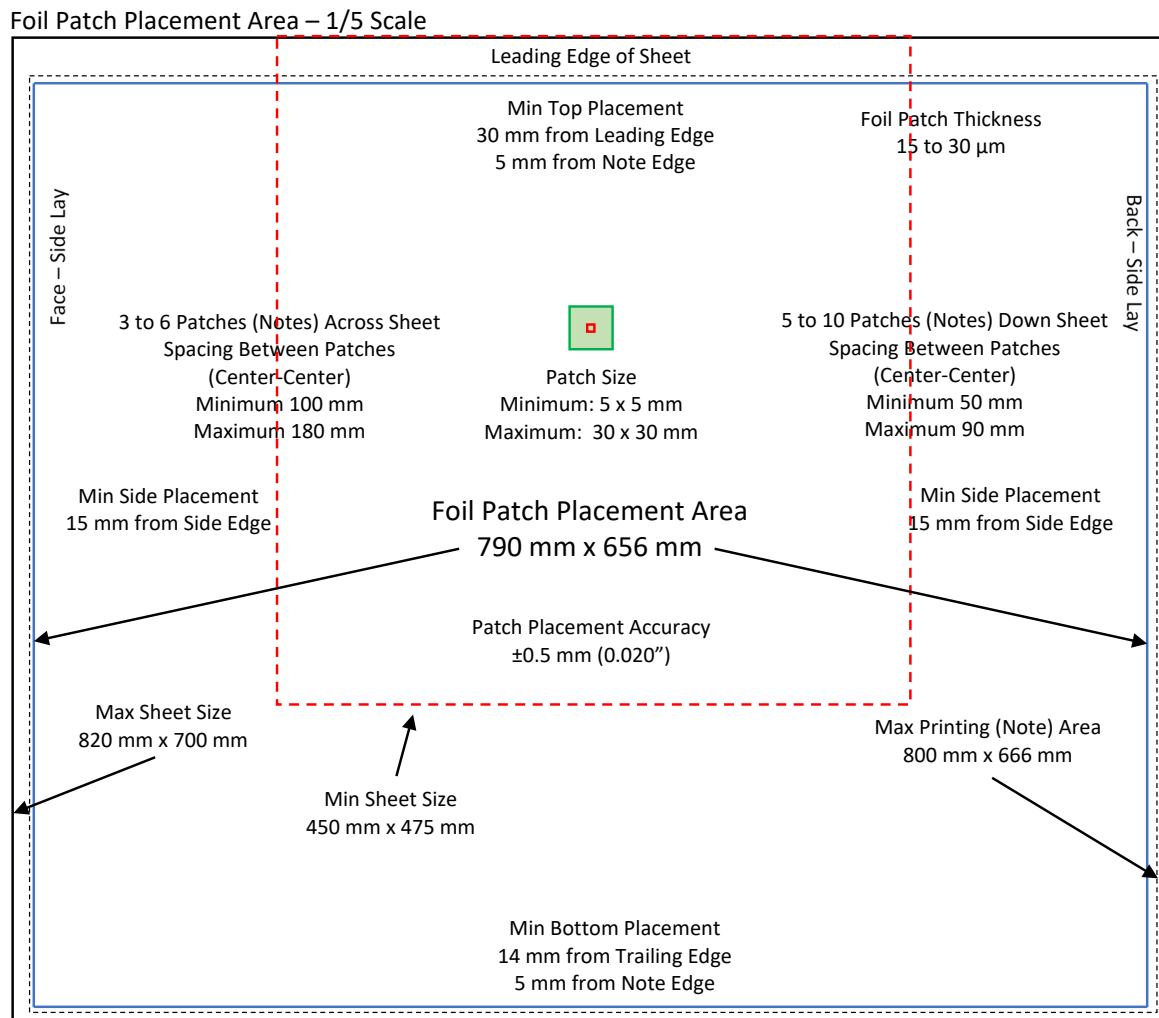 Foil Patch Placement Area – 1/5 Scale
Leading Edge of Sheet
Min Top Placement
30 mm from Leading Edge
5 mm from Note Edge
Foil Patch Thickness
15 to 30 µm
Face – Side Lay
Back – Side Lay
3 to 6 Patches (Notes) Across Sheet
Spacing Between Patches
(Center-Center)
Minimum 100 mm
Maximum 180 mm
Patch Size
Minimum: 5 x 5 mm
Maximum: 30 x 30 mm
5 to 10 Patches (Notes) Down Sheet
Spacing Between Patches
(Center-Center)
Minimum 50 mm
Maximum 90 mm
Min Side Placement
15 mm from Side Edge
Foil Patch Placement Area
790 mm x 656 mm
Min Side Placement
15 mm from Side Edge
Patch Placement Accuracy
±0.5 mm (0.020”)
Max Sheet Size
820 mm x 700 mm
Min Sheet Size
450 mm x 475 mm
Max Printing (Note) Area
800 mm x 666 mm
Min Bottom Placement
14 mm from Trailing Edge
5 mm from Note Edge